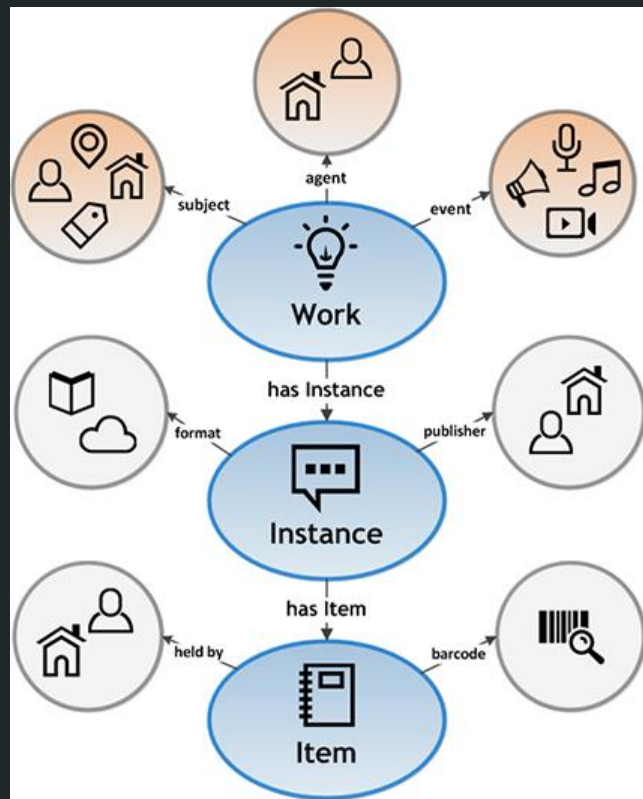 agent
subject
event
Work
has Instance
format
publisher
Instance
has Item
held by
barcode
Item